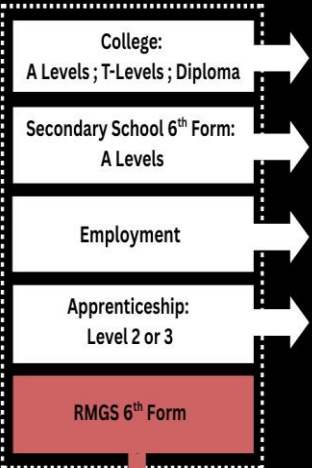 College:
A Levels ; T-Levels ; Diploma
Secondary School 6th Form:
A Levels
Employment
Apprenticeship:
Level 2 or 3
RMGS 6th Form